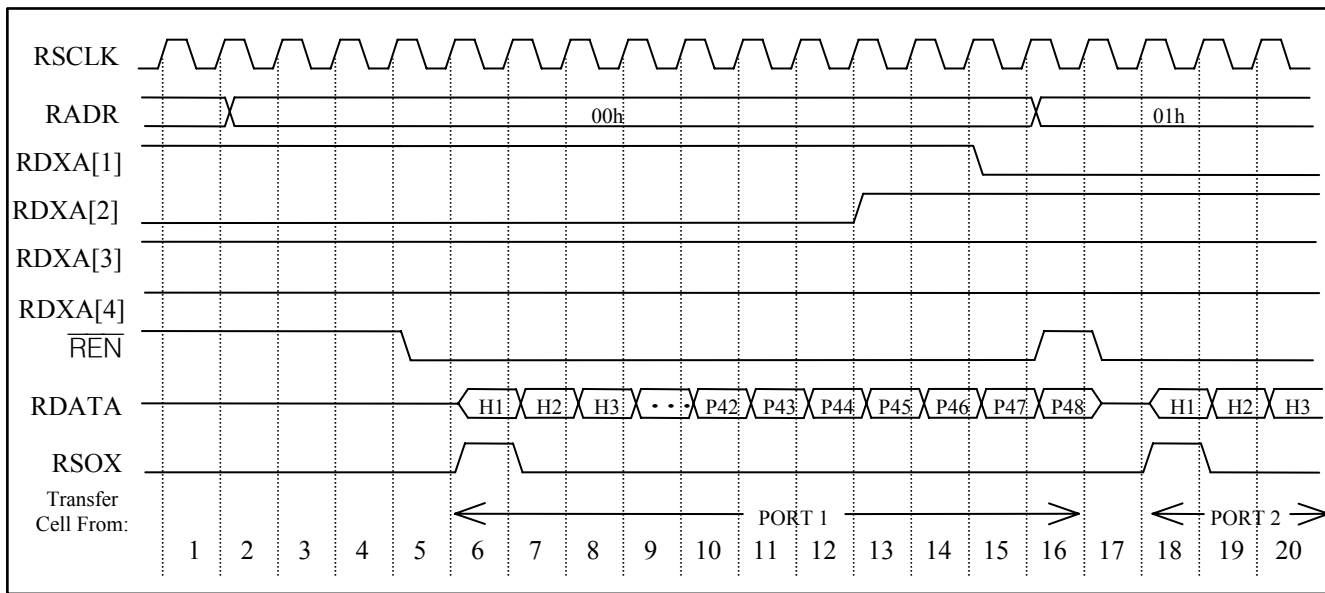 RSCLK
RADR 00h 01h
RDXA[1]
RDXA[2]
RDXA[3]
RDXA[4]
REN
RDATA H1 H2 H3 ··· P42 P43 P44 P45 P46 P47 P48 H1 H2 H3
RSOX
Transfer
Cell From: PORT 1 PORT 2
1 2 3 4 5 6 7 8 9 10 11 12 13 14 15 16 17 18 19 20